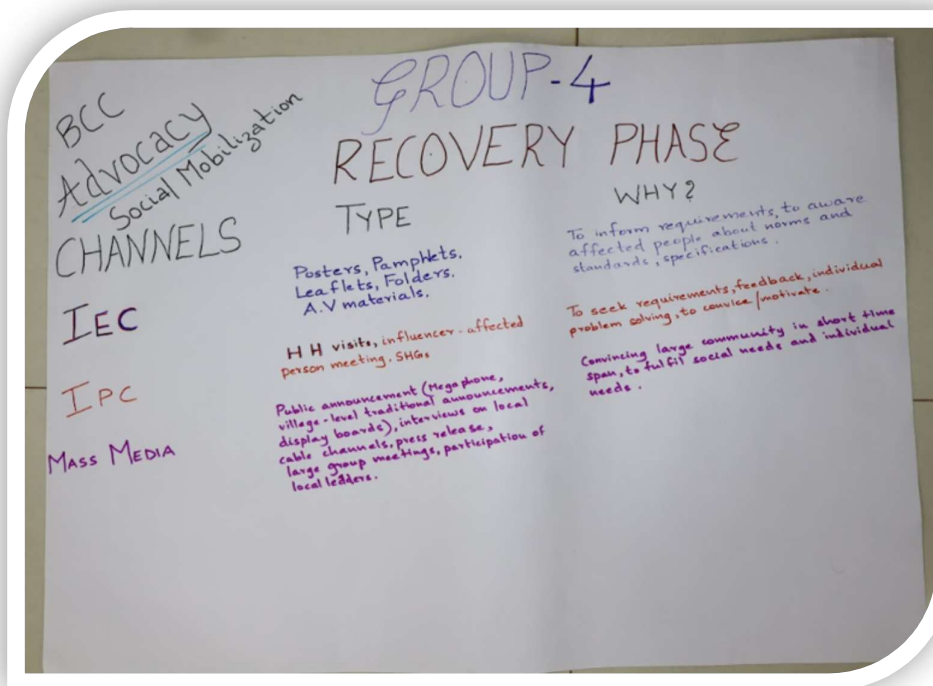 BCC
Advocacy
Social Mobilization
GROUP-4
RECOVERY PHASE
CHANNELS
TYPE
WHY?
IEC
Posters, Pamphlets.
Leaflets, Folders.
A.V materials.
To inform requirements, to aware
affected people about norms and
standards, specifications.
IPC
H H visits, influencer-affected
person meeting. SHGs
To seek requirements, feedback, individual
problem solving, to convice/motivate.
MASS MEDIA
Public announcement (Megaphone,
village-level traditional announcements,
display boards), interviews on local
cable channels, press release,
large group meetings, participation of
local leaders.
Convincing large community in short time
span, to fulfil social needs and individual
needs.